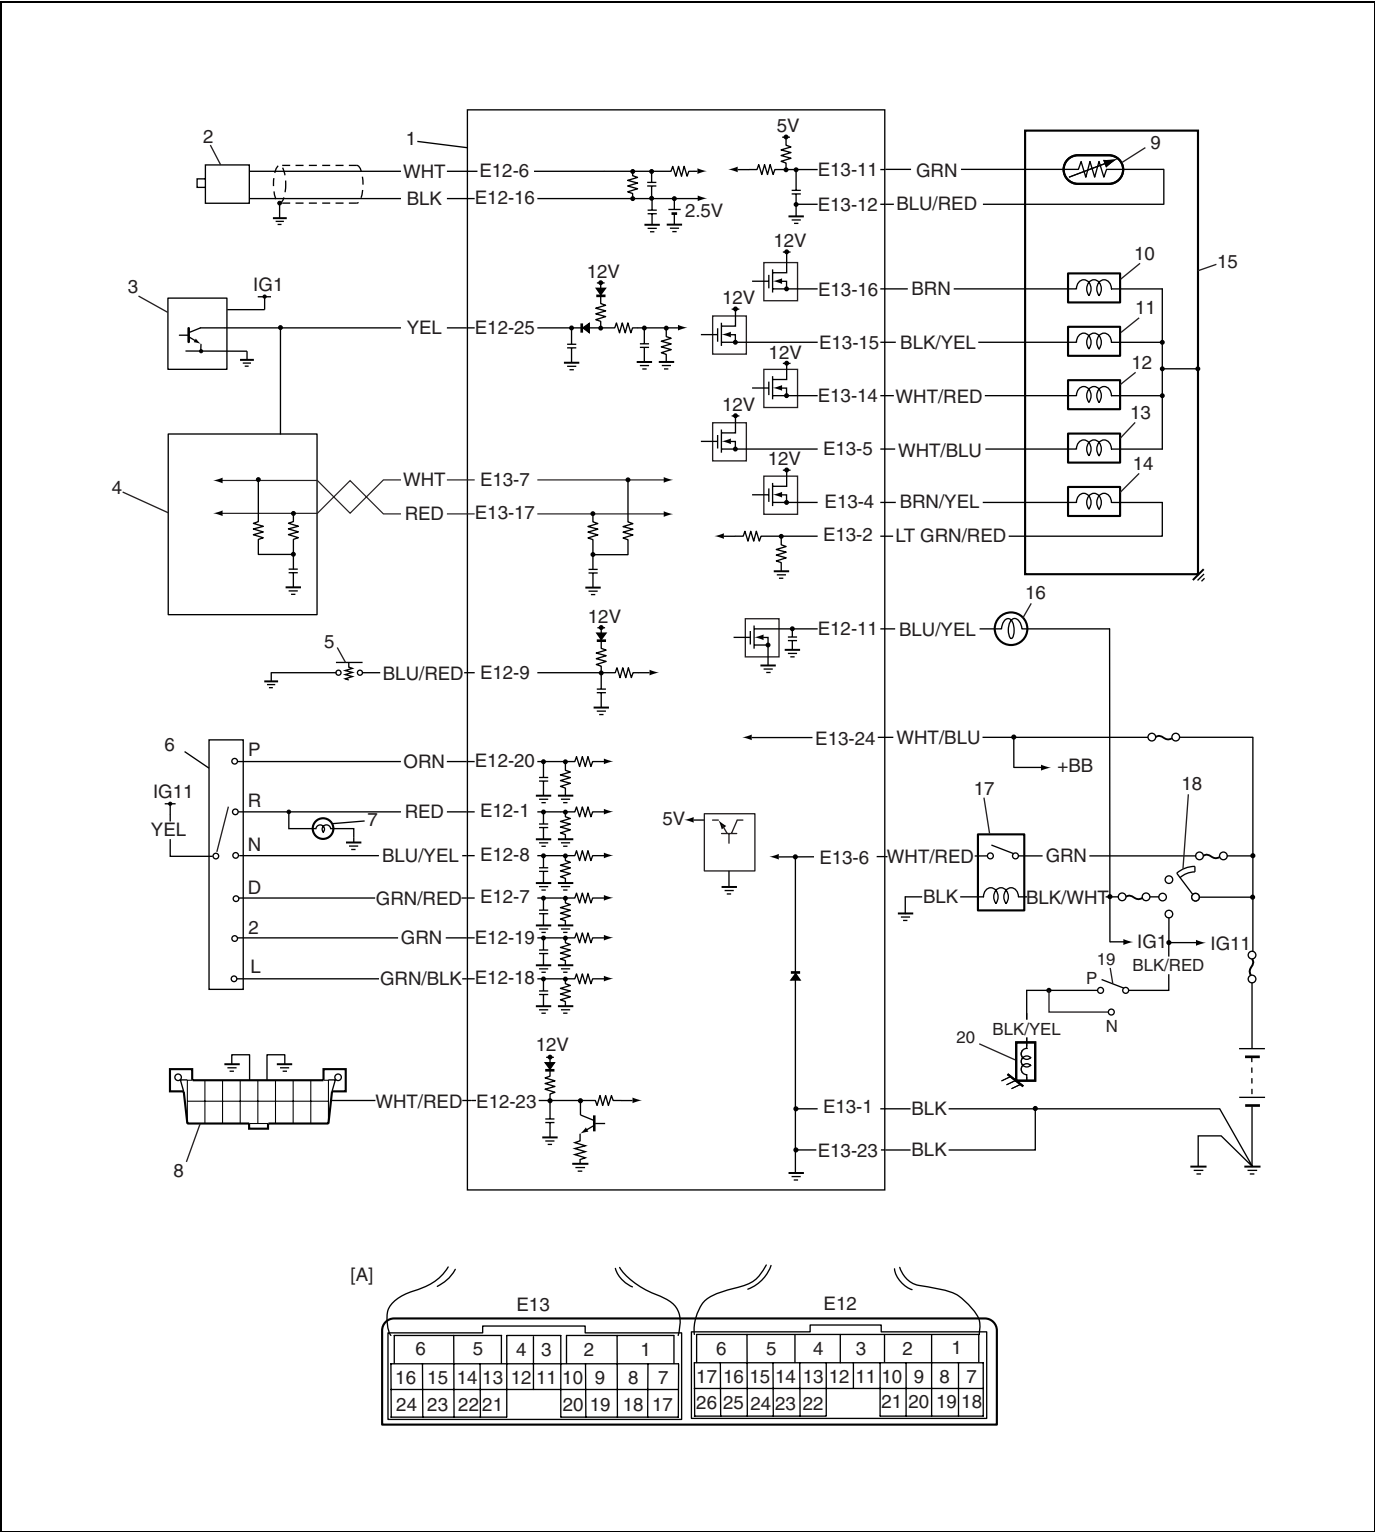 1
2
WHT E12-6
BLK E12-16
2.5V
5V
E13-11 GRN
9
E13-12 BLU/RED
15
3
IG1
YEL E12-25
12V
12V
E13-16 BRN
10
12V
E13-15 BLK/YEL
11
12V
E13-14 WHT/RED
12
12V
E13-5 WHT/BLU
13
12V
E13-4 BRN/YEL
14
E13-2 LT GRN/RED
4
WHT E13-7
RED E13-17
5
BLU/RED E12-9
12V
E12-11 BLU/YEL
16
E13-24 WHT/BLU
+BB
6
IG11
YEL
P ORN E12-20
R RED E12-1
7
N BLU/YEL E12-8
D GRN/RED E12-7
2 GRN E12-19
L GRN/BLK E12-18
5V
17
18
E13-6 WHT/RED GRN
BLK BLK/WHT
IG1 IG11
BLK/RED
19
P
N
BLK/YEL
20
8
WHT/RED E12-23
12V
E13-1 BLK
E13-23 BLK
[A]
E13 E12
6 5 4 3 2 1
16 15 14 13 12 11 10 9 8 7
24 23 22 21 20 19 18 17
6 5 4 3 2 1
17 16 15 14 13 12 11 10 9 8 7
26 25 24 23 22 21 20 19 18